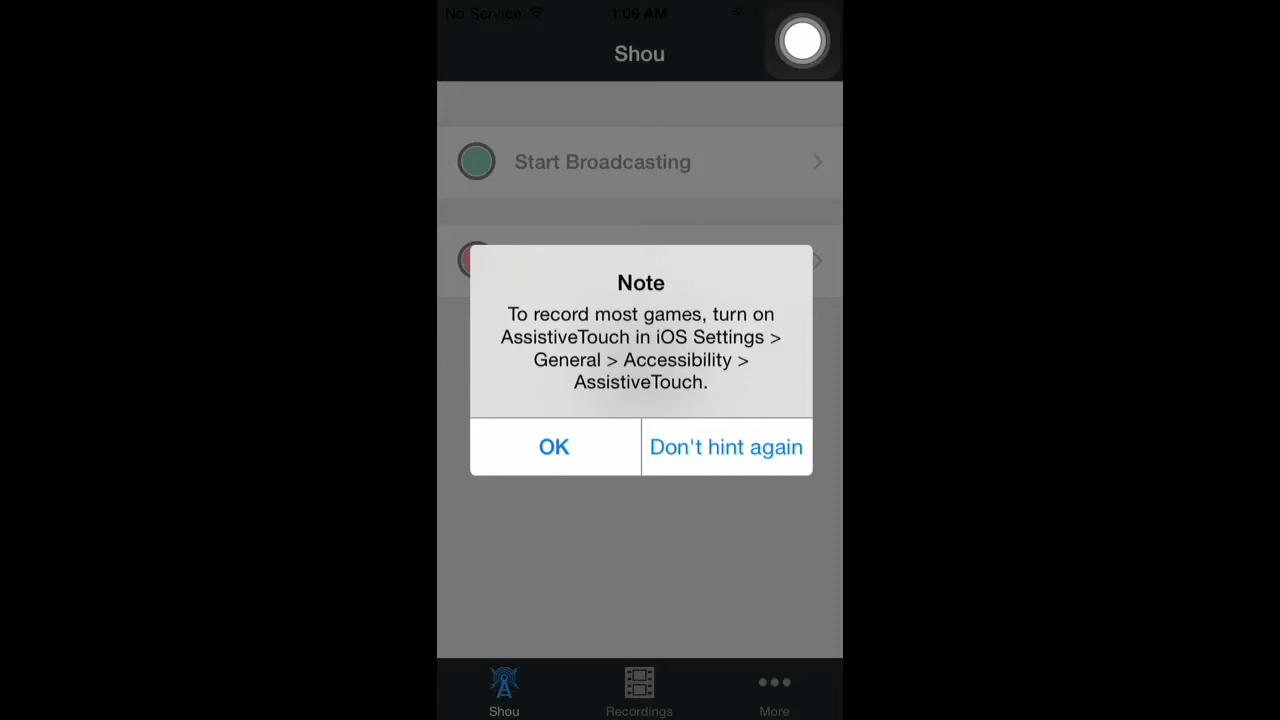 No Service 1:06 AM
Shou
Start Broadcasting
Note
To record most games, turn on
AssistiveTouch in iOS Settings >
General > Accessibility >
AssistiveTouch.
OK Don't hint again
Shou Recordings More